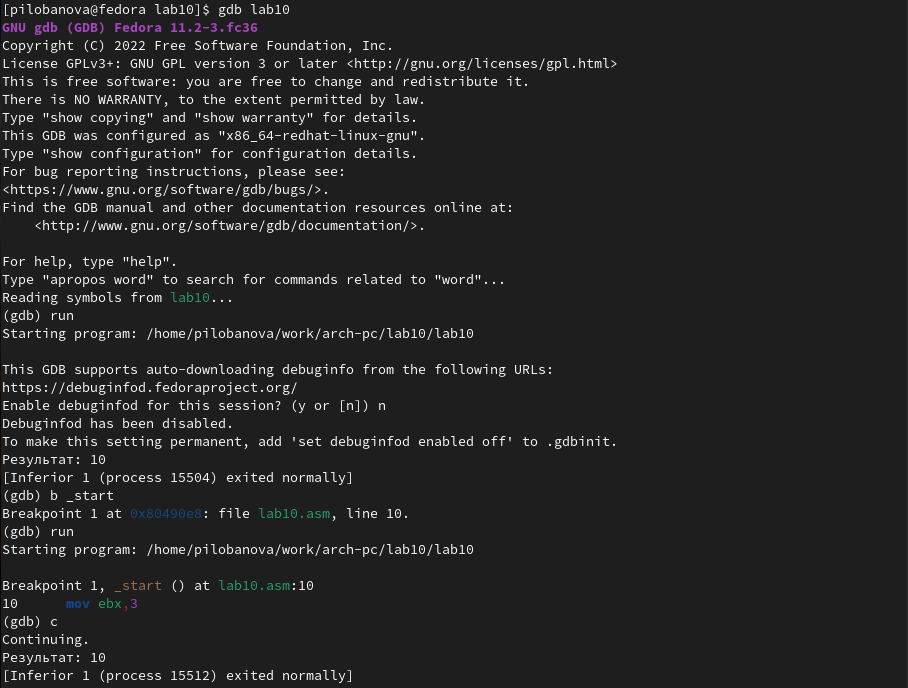 [pilobanova@fedora lab10]$ gdb lab10
GNU gdb (GDB) Fedora 11.2-3.fc36
Copyright (C) 2022 Free Software Foundation, Inc.
License GPLv3+: GNU GPL version 3 or later <http://gnu.org/licenses/gpl.html>
This is free software: you are free to change and redistribute it.
There is NO WARRANTY, to the extent permitted by law.
Type "show copying" and "show warranty" for details.
This GDB was configured as "x86_64-redhat-linux-gnu".
Type "show configuration" for configuration details.
For bug reporting instructions, please see:
<https://www.gnu.org/software/gdb/bugs/>.
Find the GDB manual and other documentation resources online at:
    <http://www.gnu.org/software/gdb/documentation/>.

For help, type "help".
Type "apropos word" to search for commands related to "word"...
Reading symbols from lab10...
(gdb) run
Starting program: /home/pilobanova/work/arch-pc/lab10/lab10

This GDB supports auto-downloading debuginfo from the following URLs:
https://debuginfod.fedoraproject.org/
Enable debuginfod for this session? (y or [n]) n
Debuginfod has been disabled.
To make this setting permanent, add 'set debuginfod enabled off' to .gdbinit.
Результат: 10
[Inferior 1 (process 15504) exited normally]
(gdb) b _start
Breakpoint 1 at 0x80490e8: file lab10.asm, line 10.
(gdb) run
Starting program: /home/pilobanova/work/arch-pc/lab10/lab10

Breakpoint 1, _start () at lab10.asm:10
10      mov ebx,3
(gdb) c
Continuing.
Результат: 10
[Inferior 1 (process 15512) exited normally]